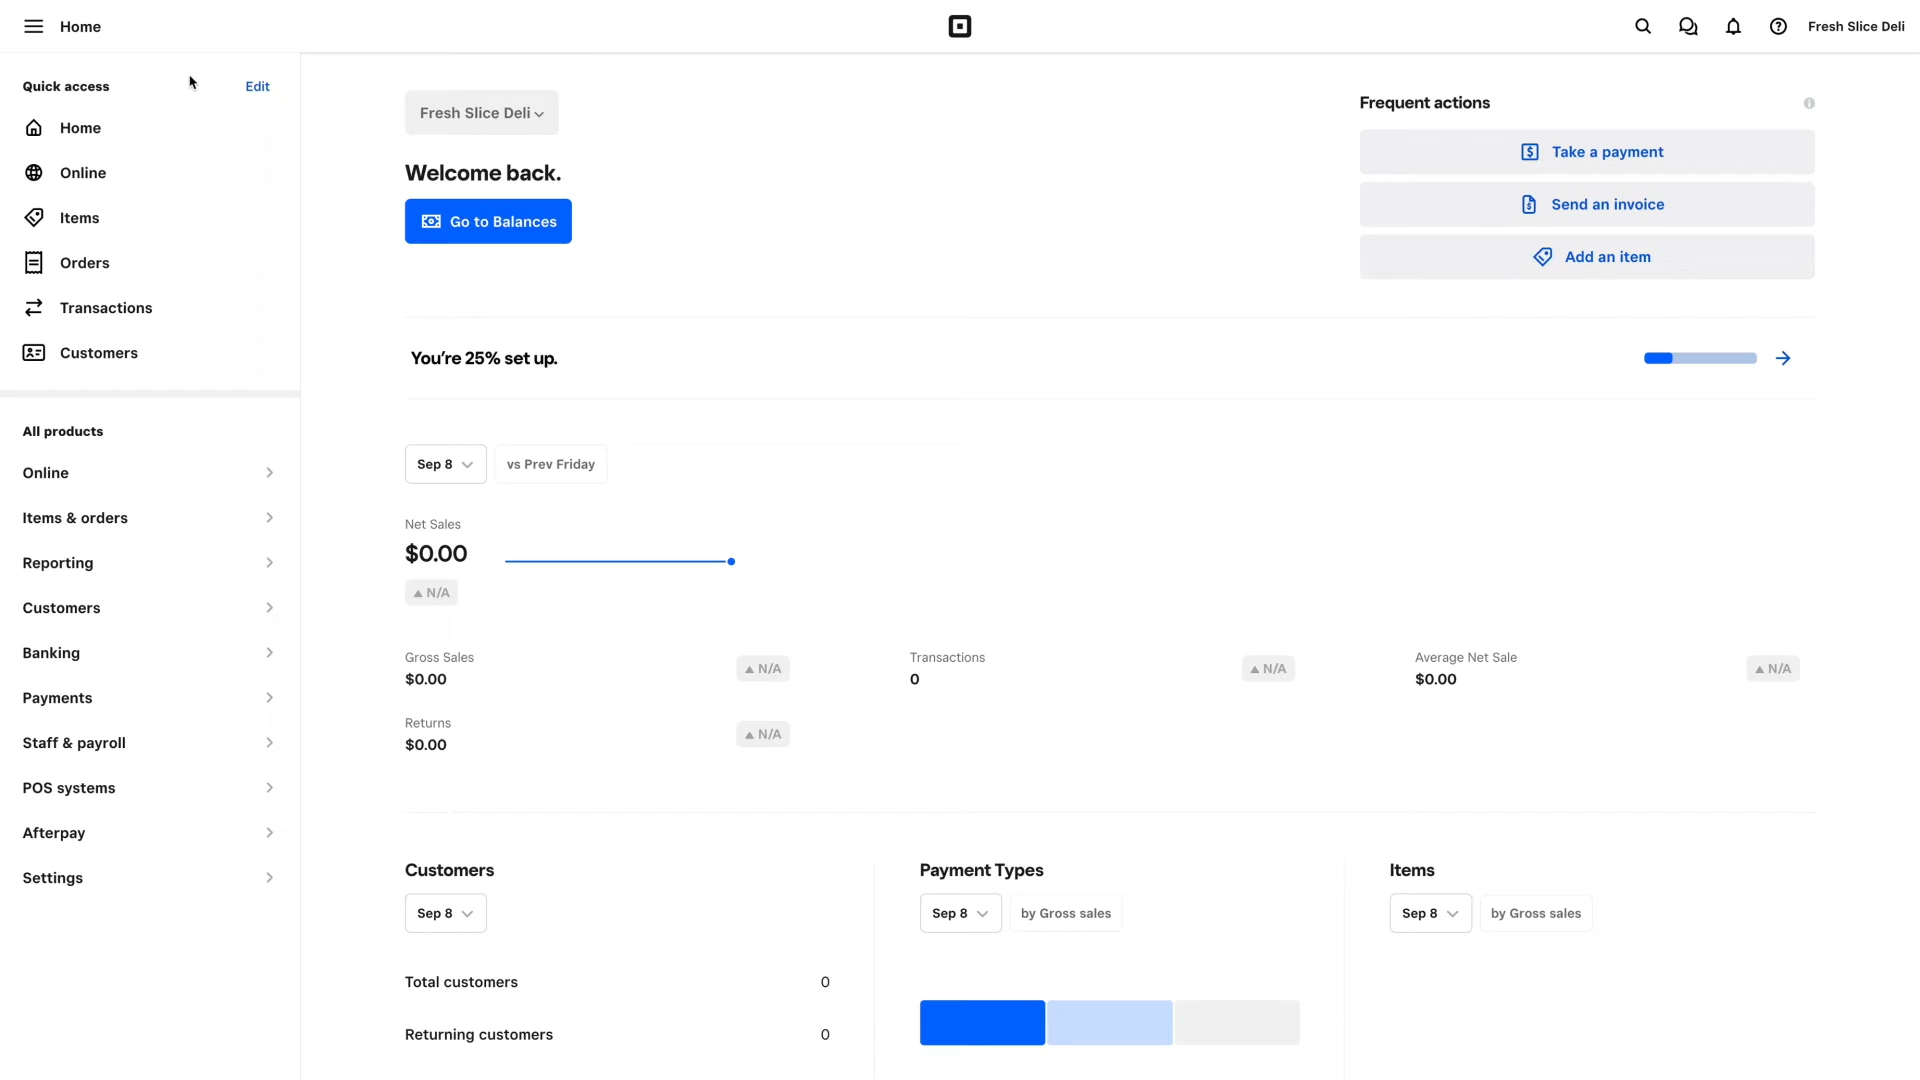 Home
Fresh Slice Deli
Quick access
Edit
Home
Online
Items
Orders
Transactions
Customers
All products
Online
Items & orders
Reporting
Customers
Banking
Payments
Staff & payroll
POS systems
Afterpay
Settings
Fresh Slice Deli
Welcome back.
Go to Balances
Frequent actions
Take a payment
Send an invoice
Add an item
You’re 25% set up.
Sep 8
vs Prev Friday
Net Sales
$0.00
N/A
Gross Sales
$0.00
N/A
Transactions
0
N/A
Average Net Sale
$0.00
N/A
Returns
$0.00
N/A
Customers
Sep 8
Total customers 0
Returning customers 0
Payment Types
Sep 8
by Gross sales
Items
Sep 8
by Gross sales